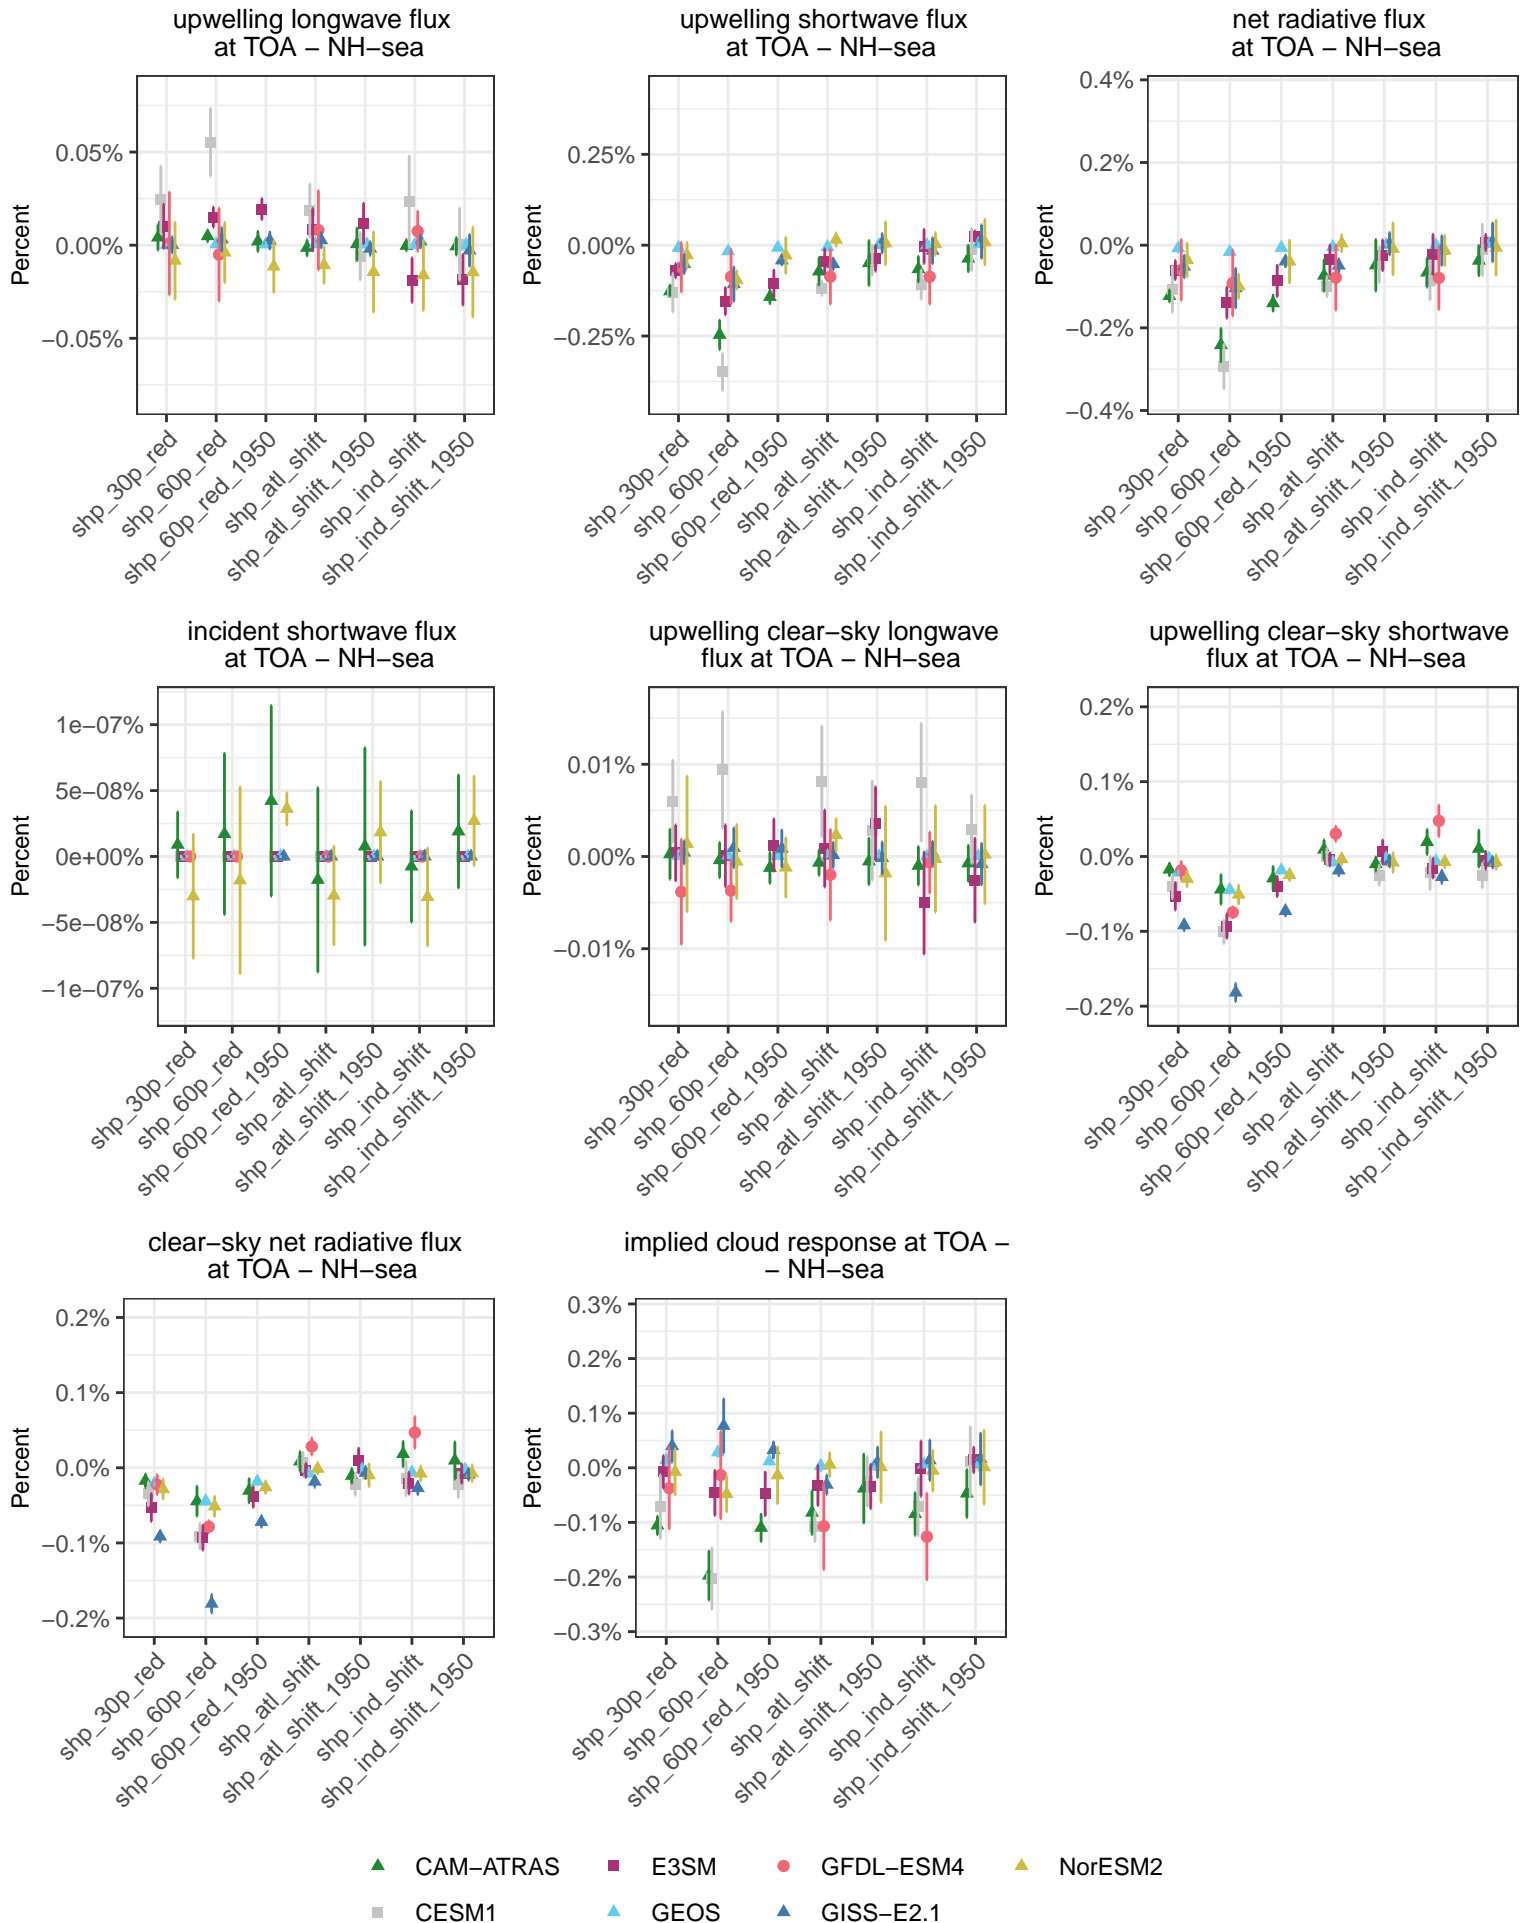 upwelling longwave flux
at TOA − NH−sea
Percent
0.05%
0.00%
−0.05%
shp_30p_red
shp_60p_red
shp_60p_red_1950
shp_atl_shift
shp_atl_shift_1950
shp_ind_shift
shp_ind_shift_1950
upwelling shortwave flux
at TOA − NH−sea
Percent
0.25%
0.00%
−0.25%
shp_30p_red
shp_60p_red
shp_60p_red_1950
shp_atl_shift
shp_atl_shift_1950
shp_ind_shift
shp_ind_shift_1950
net radiative flux
at TOA − NH−sea
Percent
0.4%
0.2%
0.0%
−0.2%
−0.4%
shp_30p_red
shp_60p_red
shp_60p_red_1950
shp_atl_shift
shp_atl_shift_1950
shp_ind_shift
shp_ind_shift_1950
incident shortwave flux
at TOA − NH−sea
Percent
1e−07%
5e−08%
0e+00%
−5e−08%
−1e−07%
shp_30p_red
shp_60p_red
shp_60p_red_1950
shp_atl_shift
shp_atl_shift_1950
shp_ind_shift
shp_ind_shift_1950
upwelling clear−sky longwave
flux at TOA − NH−sea
Percent
0.01%
0.00%
−0.01%
shp_30p_red
shp_60p_red
shp_60p_red_1950
shp_atl_shift
shp_atl_shift_1950
shp_ind_shift
shp_ind_shift_1950
upwelling clear−sky shortwave
flux at TOA − NH−sea
Percent
0.2%
0.1%
0.0%
−0.1%
−0.2%
shp_30p_red
shp_60p_red
shp_60p_red_1950
shp_atl_shift
shp_atl_shift_1950
shp_ind_shift
shp_ind_shift_1950
clear−sky net radiative flux
at TOA − NH−sea
Percent
0.2%
0.1%
0.0%
−0.1%
−0.2%
shp_30p_red
shp_60p_red
shp_60p_red_1950
shp_atl_shift
shp_atl_shift_1950
shp_ind_shift
shp_ind_shift_1950
implied cloud response at TOA −
− NH−sea
Percent
0.3%
0.2%
0.1%
0.0%
−0.1%
−0.2%
−0.3%
shp_30p_red
shp_60p_red
shp_60p_red_1950
shp_atl_shift
shp_atl_shift_1950
shp_ind_shift
shp_ind_shift_1950
CAM−ATRAS E3SM GFDL−ESM4 NorESM2
CESM1 GEOS GISS−E2.1